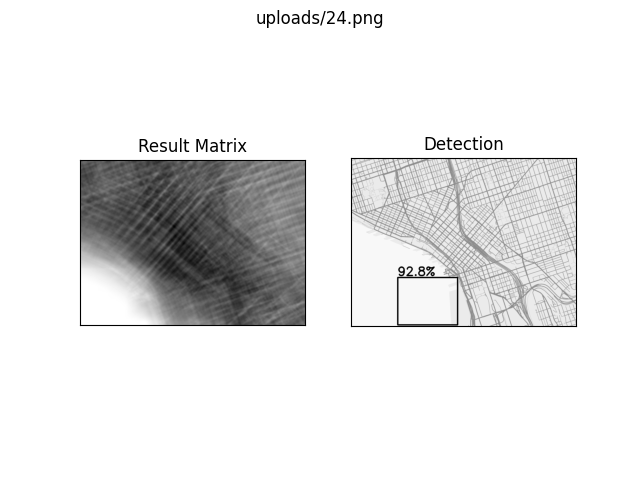 uploads/24.png
Result Matrix
Detection
92.8%